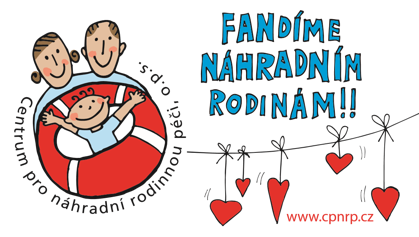 FANDÍME
NÁHRADNÍM
RODINÁM!!
Centrum pro náhradní rodinnou péči, o.p.s.
www.cpnrp.cz